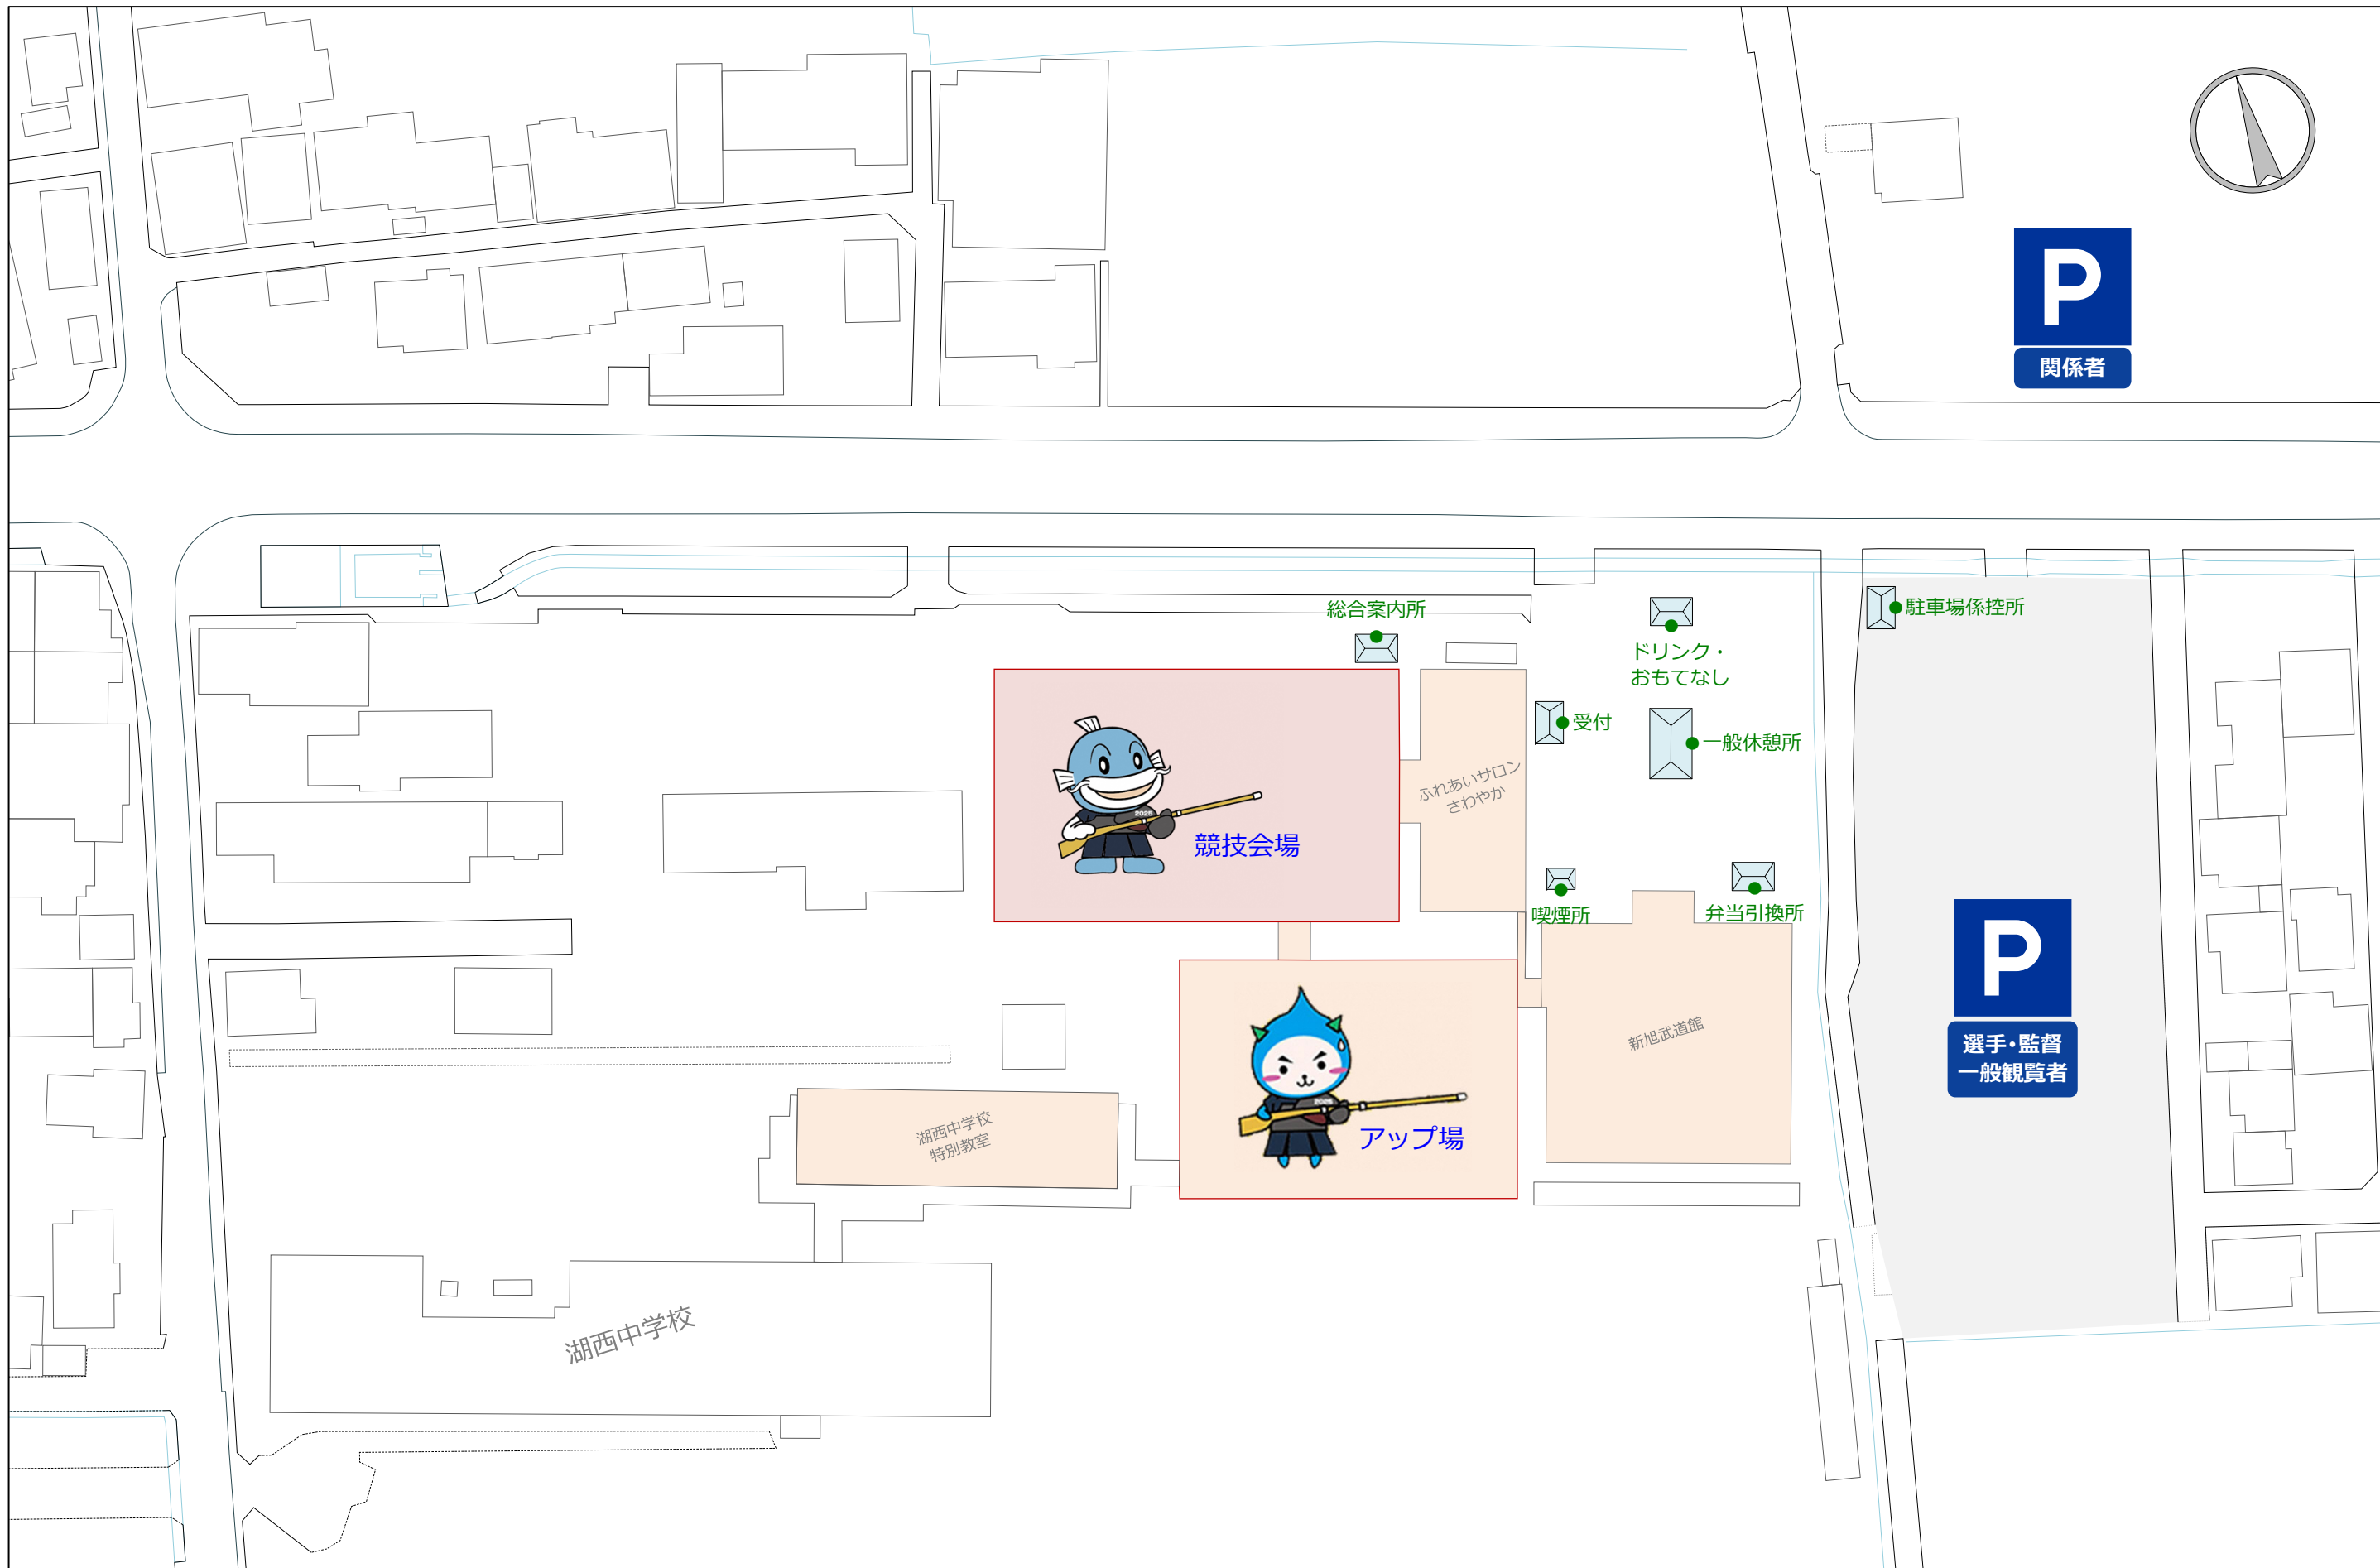 P
関係者
総合案内所
ドリンク・
おもてなし
駐車場係控所
受付
一般休憩所
ふれあいサロン
さわやか
2025
競技会場
喫煙所
弁当引換所
P
選手・監督
一般観覧者
新旭武道館
2025
アップ場
湖西中学校
特別教室
湖西中学校